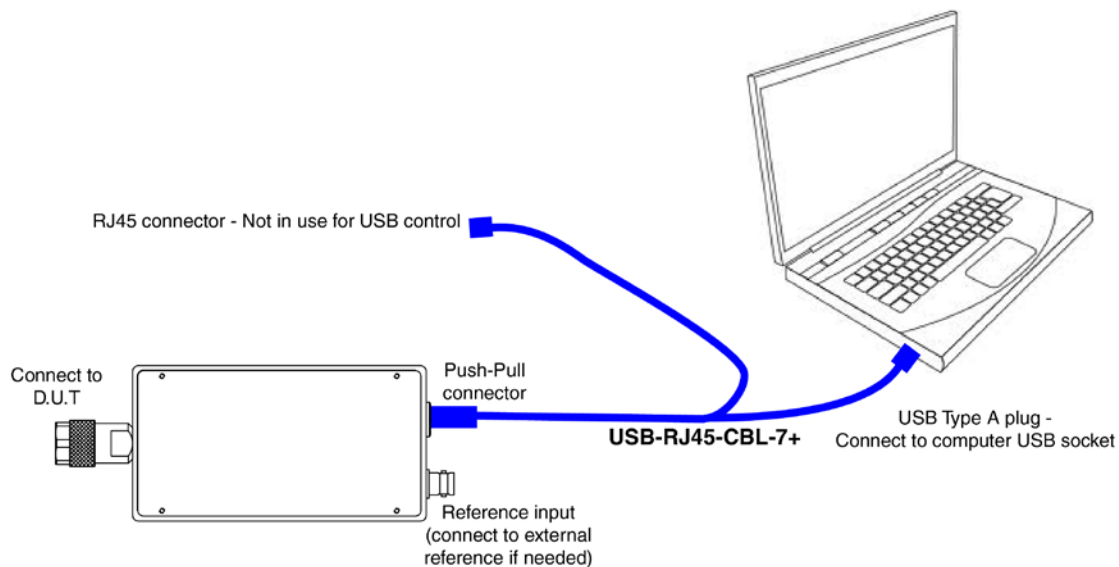 RJ45 connector - Not in use for USB control
Connect to
D.U.T
Push-Pull
connector
USB-RJ45-CBL-7+
USB Type A plug -
Connect to computer USB socket
Reference input
(connect to external
reference if needed)